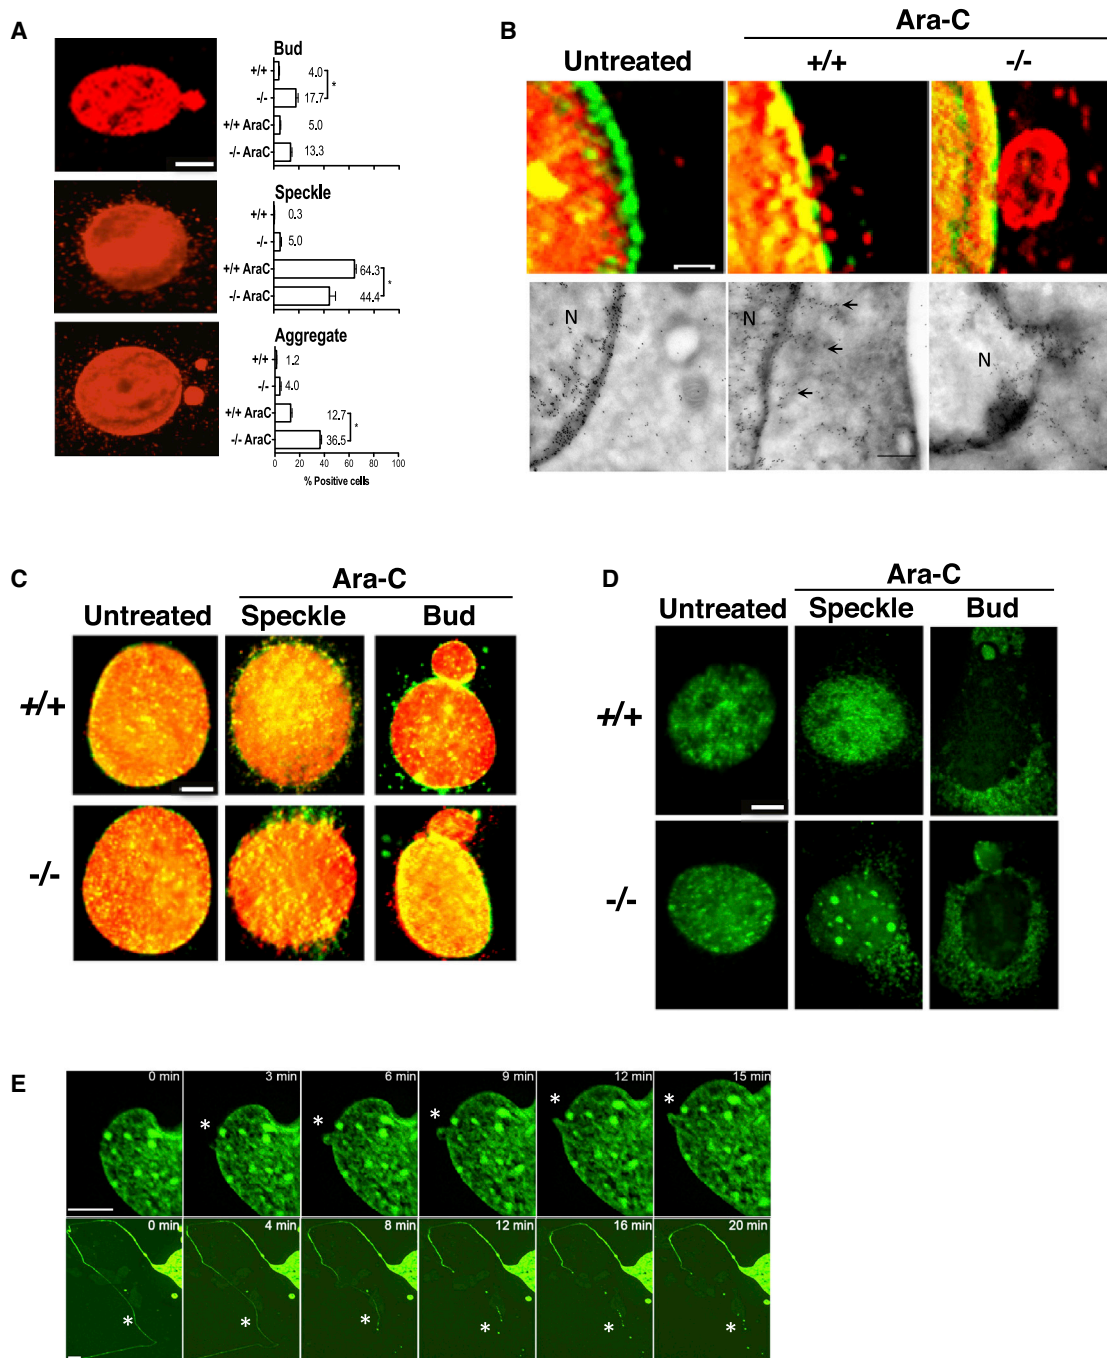 A
Bud
+/+ 4.0
*
-/- 17.7
+/+ AraC 5.0
-/- AraC 13.3
Speckle
+/+ 0.3
-/- 5.0
+/+ AraC 64.3
*
-/- AraC 44.4
Aggregate
+/+ 1.2
-/- 4.0
+/+ AraC 12.7
*
-/- AraC 36.5
0 20 40 60 80 100
% Positive cells
B
Ara-C
Untreated +/+ -/-
N N N
C
Ara-C
Untreated Speckle Bud
+/+
-/-
D
Ara-C
Untreated Speckle Bud
+/+
-/-
E
0 min 3 min 6 min 9 min 12 min 15 min
* * * * *
0 min 4 min 8 min 12 min 16 min 20 min
* * * * * *